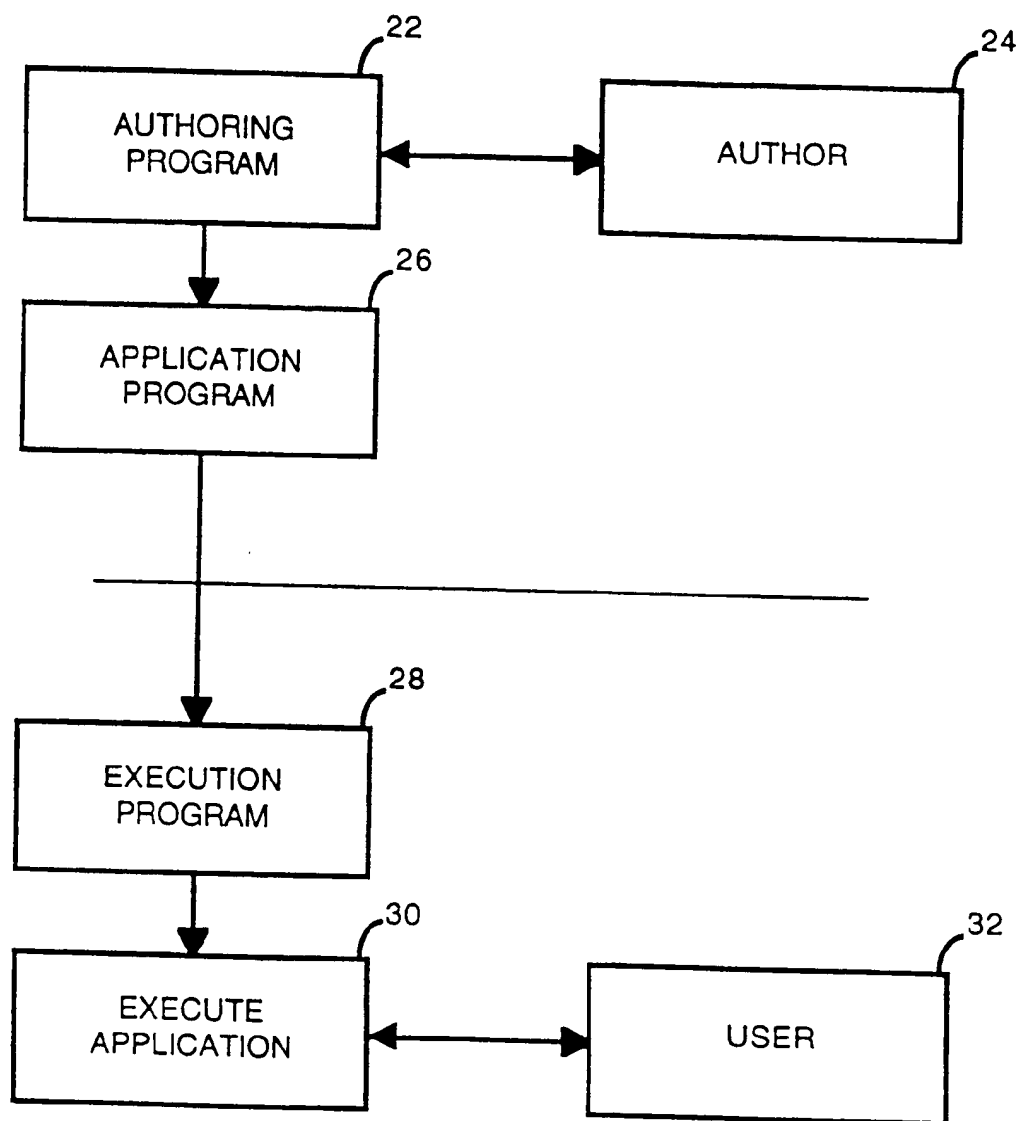 22
24
AUTHORING
PROGRAM
AUTHOR
26
APPLICATION
PROGRAM
28
EXECUTION
PROGRAM
30
32
EXECUTE
APPLICATION
USER